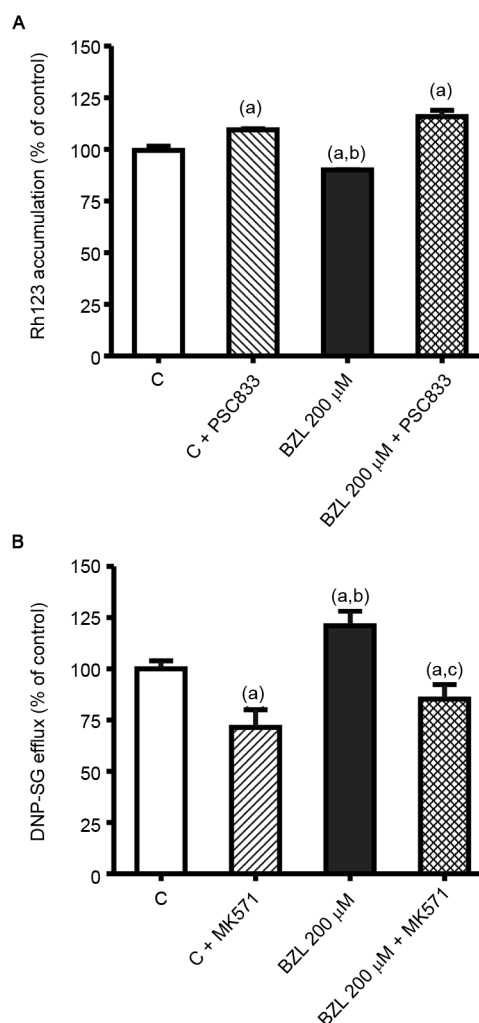 A
Rh123 accumulation (% of control)
150
125
100
75
50
25
0
(a)
(a,b)
(a)
C
C + PSC833
BZL 200 µM
BZL 200 µM + PSC833
B
DNP-SG efflux (% of control)
150
125
100
75
50
25
0
(a)
(a,b)
(a,c)
C
C + MK571
BZL 200 µM
BZL 200 µM + MK571